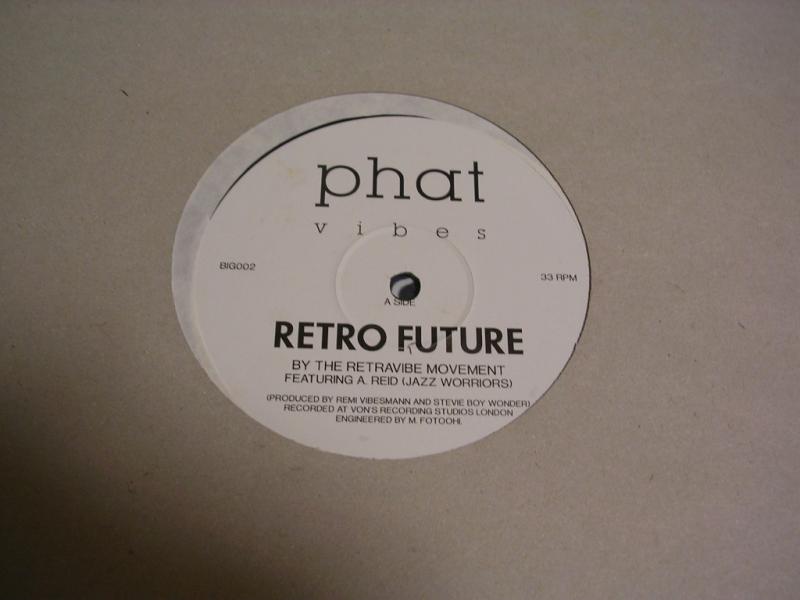 phat
vibes
BIG002
33 RPM
A SIDE
RETRO FUTURE
BY THE RETRAVIBE MOVEMENT
FEATURING A. REID (JAZZ WORRIORS)
(PRODUCED BY REMI VIBESMANN AND STEVIE BOY WONDER)
RECORDED AT VON'S RECORDING STUDIOS LONDON
ENGINEERED BY M. FOTOOHI.